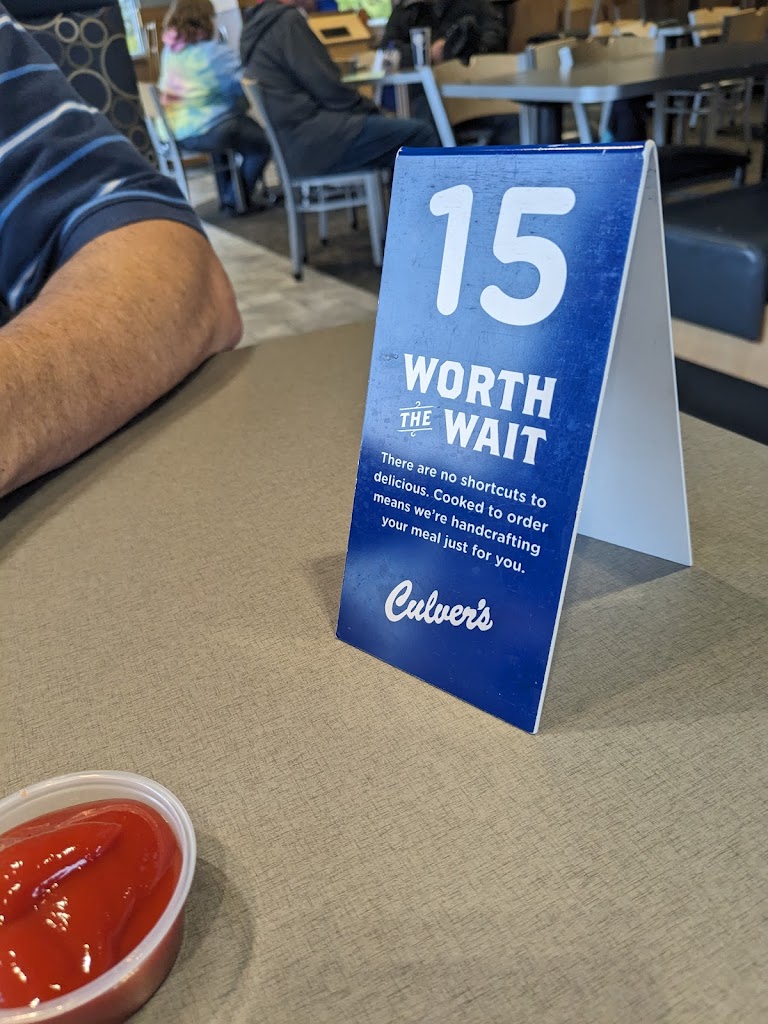 15
WORTH
THE WAIT
There are no shortcuts to
delicious. Cooked to order
means we're handcrafting
your meal just for you.
Culver's